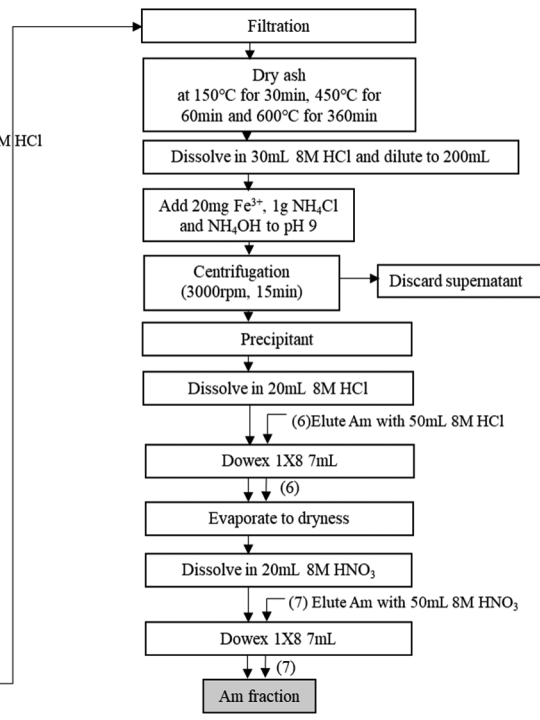 Filtration
Dry ash
at 150℃ for 30min, 450℃ for
60min and 600℃ for 360min
M HCl
Dissolve in 30mL 8M HCl and dilute to 200mL
Add 20mg Fe³⁺, 1g NH₄Cl
and NH₄OH to pH 9
Centrifugation
(3000rpm, 15min)
Discard supernatant
Precipitant
Dissolve in 20mL 8M HCl
(6)Elute Am with 50mL 8M HCl
Dowex 1X8 7mL
(6)
Evaporate to dryness
Dissolve in 20mL 8M HNO₃
(7) Elute Am with 50mL 8M HNO₃
Dowex 1X8 7mL
(7)
Am fraction